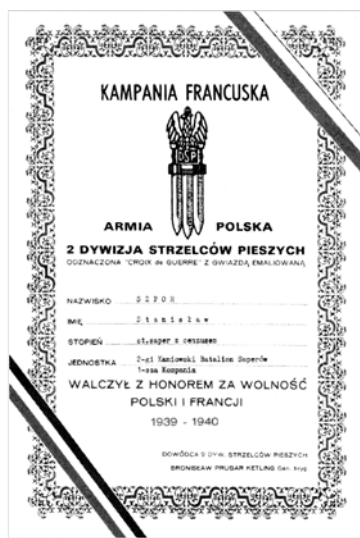 KAMPANIA FRANCUSKA
DSP
ARMIA POLSKA
2 DYWIZJA STRZELCÓW PIESZYCH
ODZNACZONA "CROIX de GUERRE" Z GWIAZDĄ EMALIOWANĄ
NAZWISKO
IMIĘ Stanisław
STOPIEŃ st.saper z cenzusem
JEDNOSTKA 2-gi Kaniowski Batalion Saperów
1-sza Kompania
WALCZYŁ Z HONOREM ZA WOLNOŚĆ
POLSKI I FRANCJI
1939 - 1940
DOWÓDCA 2 DYW. STRZELCÓW PIESZYCH
BRONISŁAW PRUGAR KETLING Gen. bryg.